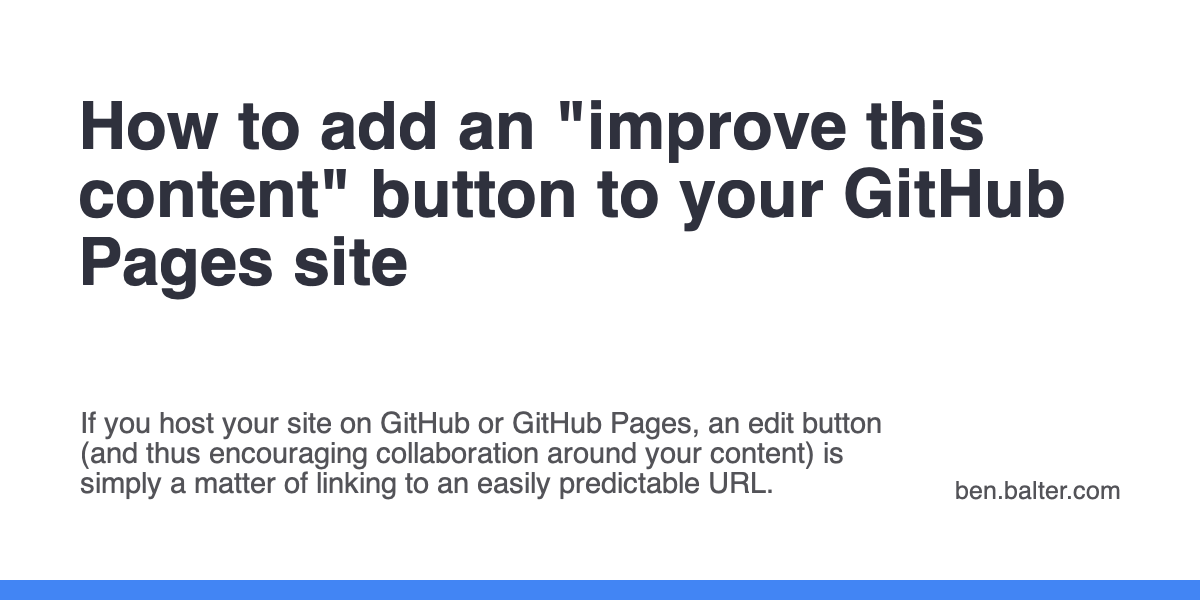 How to add an "improve this
content" button to your GitHub
Pages site
If you host your site on GitHub or GitHub Pages, an edit button
(and thus encouraging collaboration around your content) is
simply a matter of linking to an easily predictable URL.
ben.balter.com